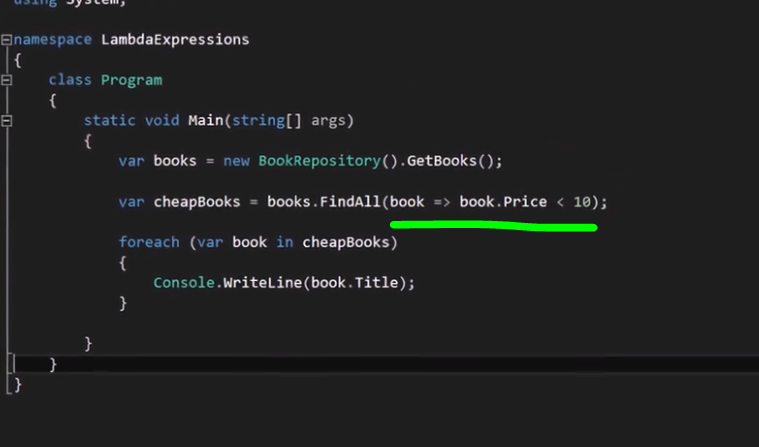 using System;
namespace LambdaExpressions
{
    class Program
    {
        static void Main(string[] args)
        {
            var books = new BookRepository().GetBooks();
            var cheapBooks = books.FindAll(book => book.Price < 10);
            foreach (var book in cheapBooks)
            {
                Console.WriteLine(book.Title);
            }
        }
    }
}